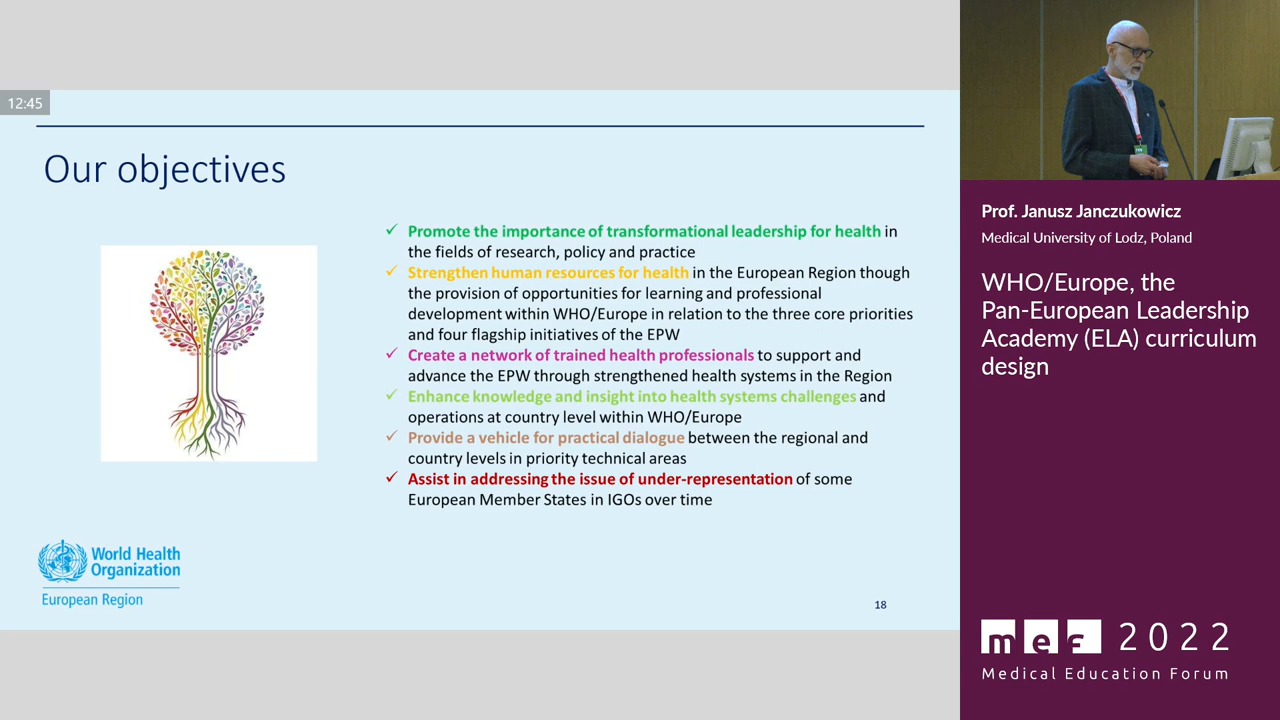 12:45
Our objectives
✓ Promote the importance of transformational leadership for health in
the fields of research, policy and practice
✓ Strengthen human resources for health in the European Region though
the provision of opportunities for learning and professional
development within WHO/Europe in relation to the three core priorities
and four flagship initiatives of the EPW
✓ Create a network of trained health professionals to support and
advance the EPW through strengthened health systems in the Region
✓ Enhance knowledge and insight into health systems challenges and
operations at country level within WHO/Europe
✓ Provide a vehicle for practical dialogue between the regional and
country levels in priority technical areas
✓ Assist in addressing the issue of under-representation of some
European Member States in IGOs over time
World Health
Organization
European Region
18
Prof. Janusz Janczukowicz
Medical University of Lodz, Poland
WHO/Europe, the
Pan-European Leadership
Academy (ELA) curriculum
design
mef 2022
Medical Education Forum